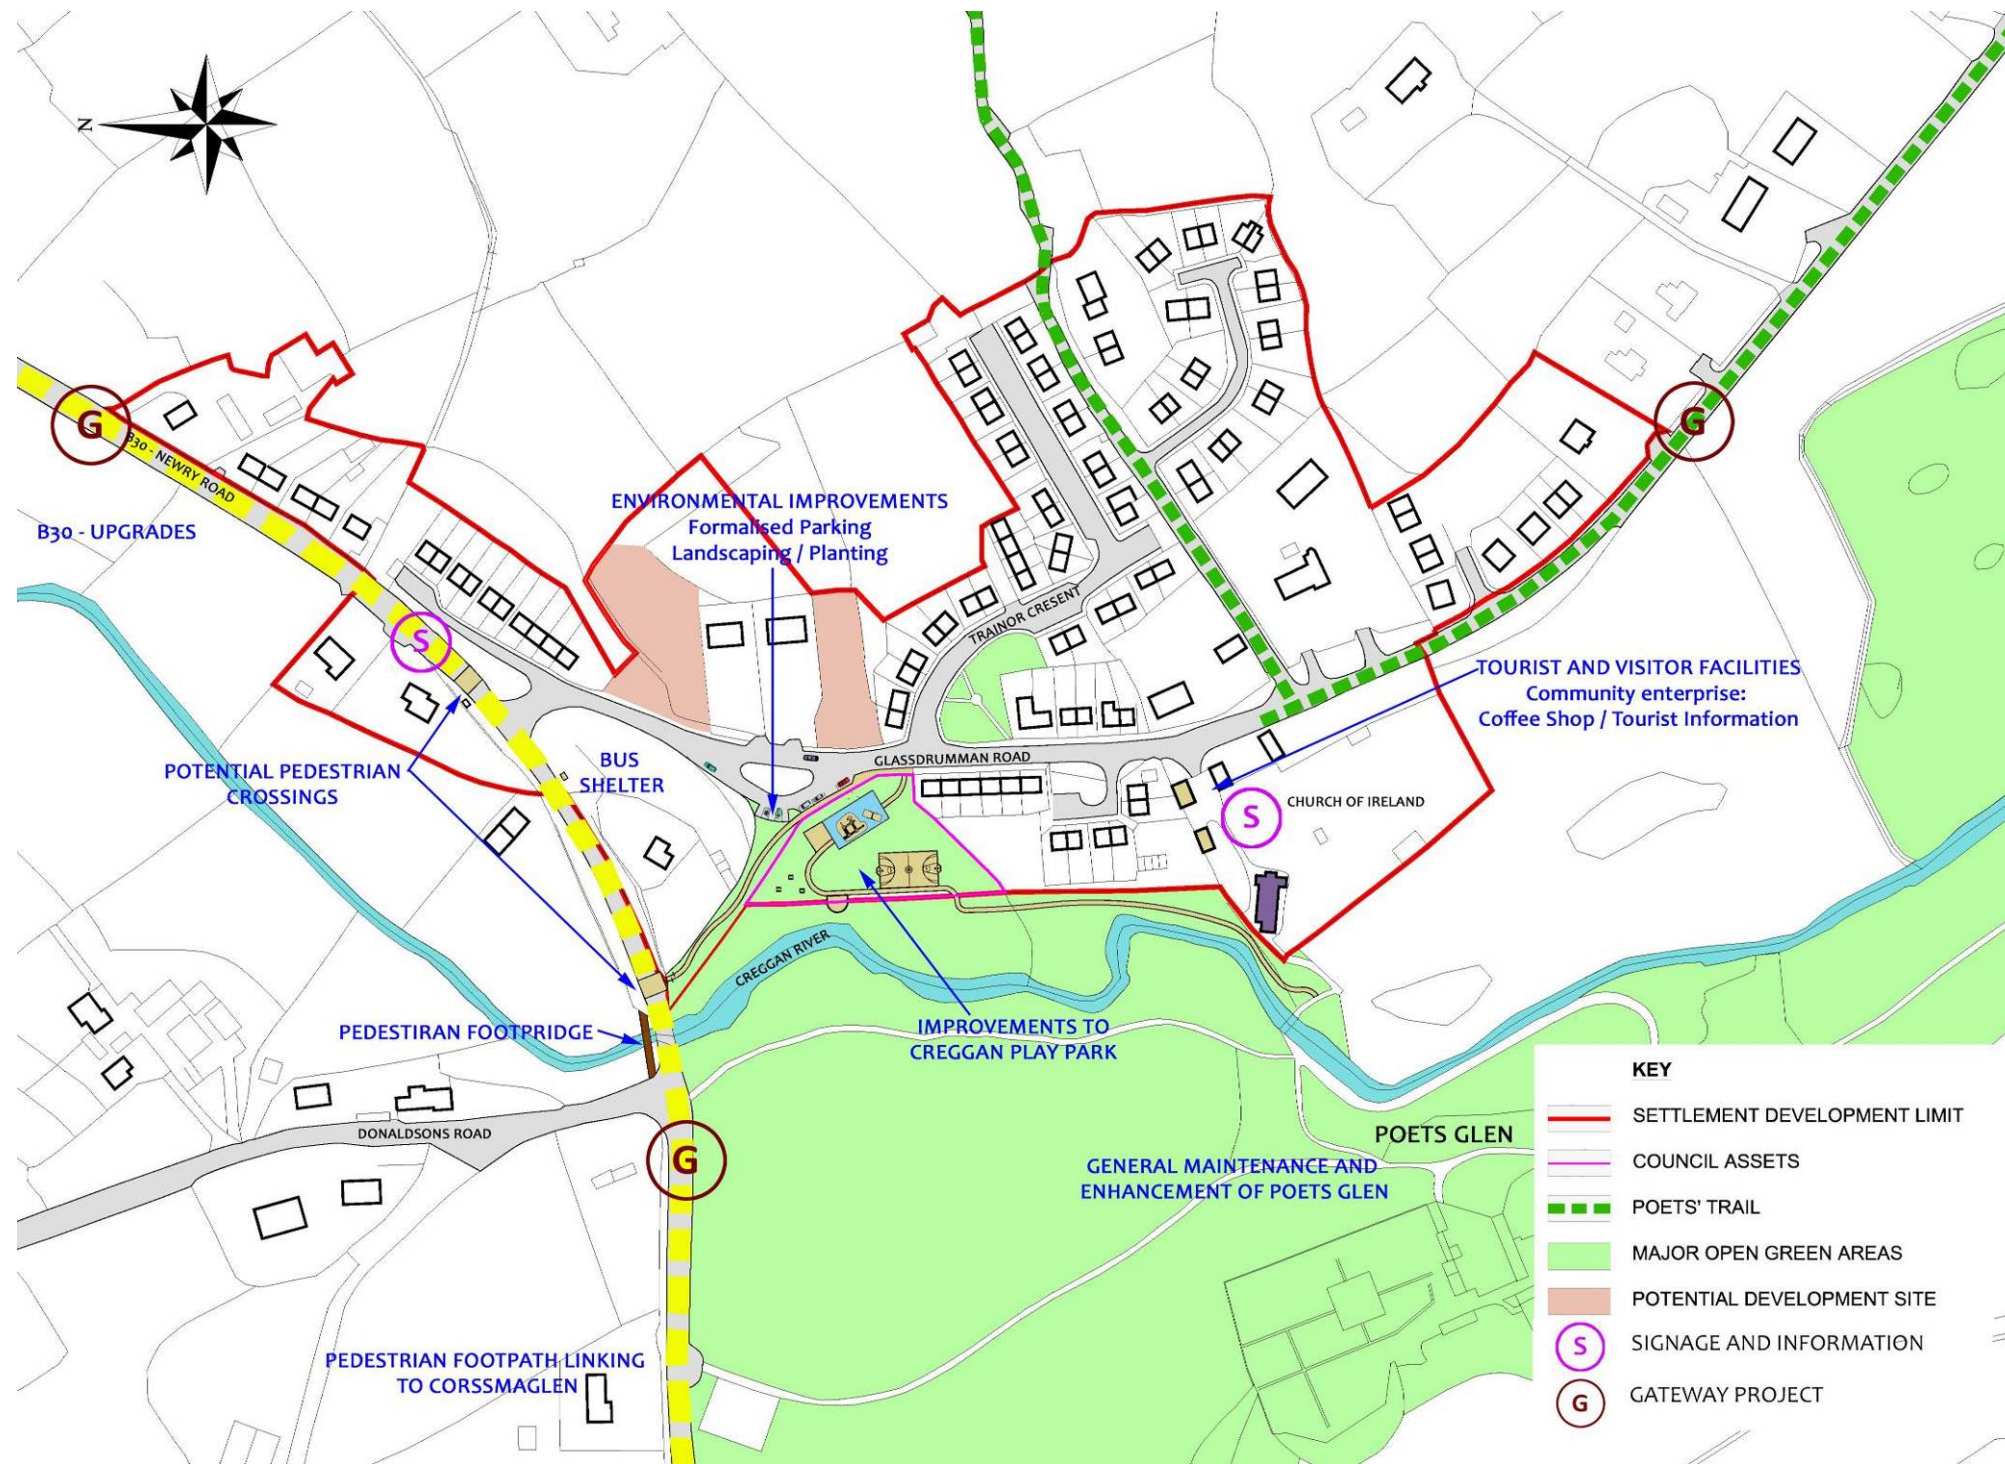 N
G
B30 - NEWRY ROAD
B30 - UPGRADES
S
ENVIRONMENTAL IMPROVEMENTS
Formalised Parking
Landscaping / Planting
G
TRAINOR CRESENT
TOURIST AND VISITOR FACILITIES
Community enterprise:
Coffee Shop / Tourist Information
POTENTIAL PEDESTRIAN
CROSSINGS
BUS
SHELTER
GLASSDRUMMAN ROAD
S
CHURCH OF IRELAND
CREGGAN RIVER
PEDESTIRAN FOOTPRIDGE
IMPROVEMENTS TO
CREGGAN PLAY PARK
DONALDSONS ROAD
G
POETS GLEN
GENERAL MAINTENANCE AND
ENHANCEMENT OF POETS GLEN
PEDESTRIAN FOOTPATH LINKING
TO CORSSMAGLEN
KEY
SETTLEMENT DEVELOPMENT LIMIT
COUNCIL ASSETS
POETS' TRAIL
MAJOR OPEN GREEN AREAS
POTENTIAL DEVELOPMENT SITE
S SIGNAGE AND INFORMATION
G GATEWAY PROJECT